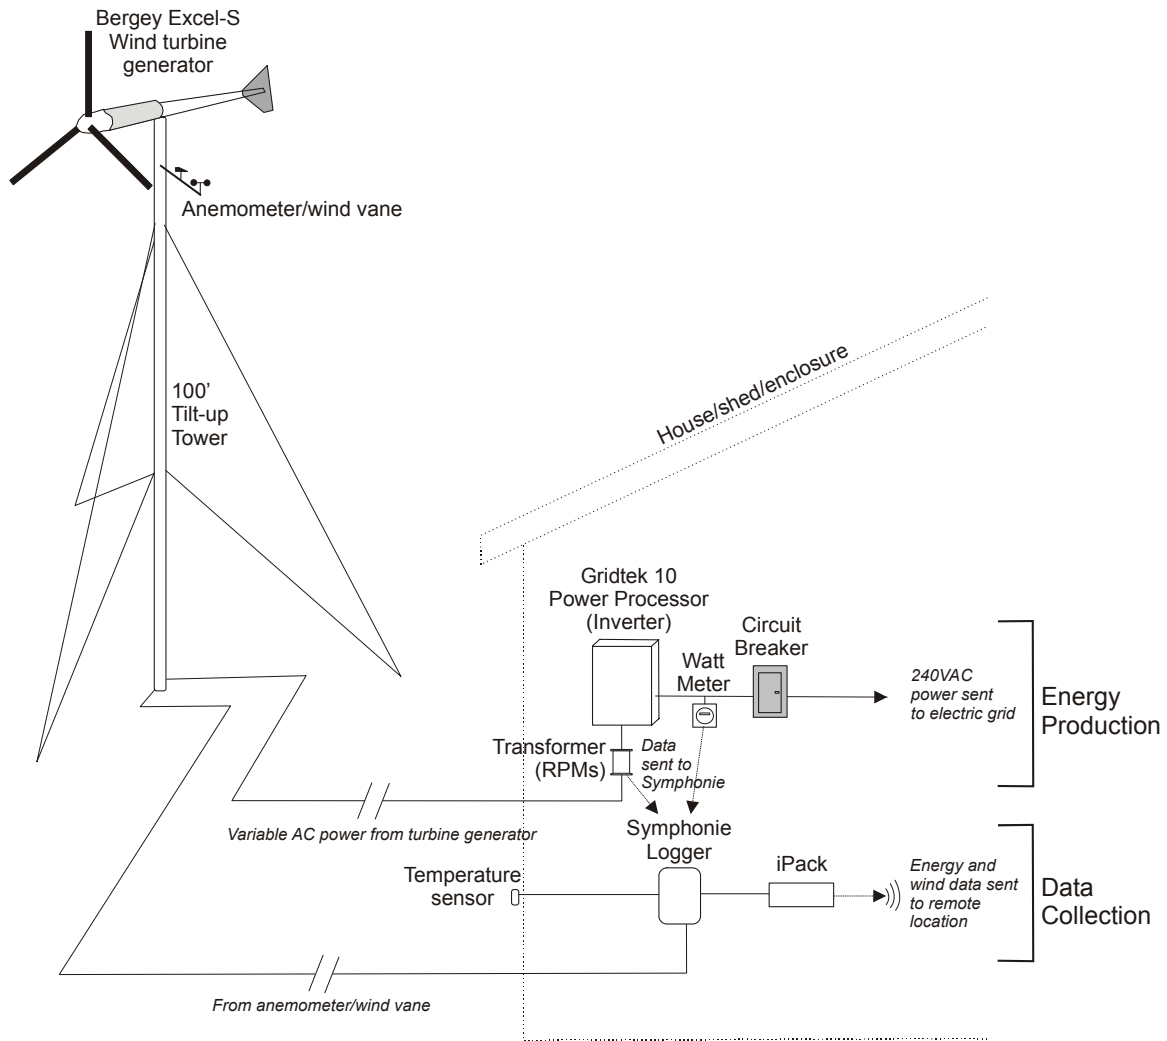 Bergey Excel-S
Wind turbine
generator
Anemometer/wind vane
100'
Tilt-up
Tower
House/shed/enclosure
Gridtek 10
Power Processor
(Inverter)
Circuit
Breaker
Watt
Meter
240VAC
power sent
to electric grid
Energy
Production
Transformer
(RPMs)
Data
sent to
Symphonie
Variable AC power from turbine generator
Symphonie
Logger
Temperature
sensor
iPack
Energy and
wind data sent
to remote
location
Data
Collection
From anemometer/wind vane